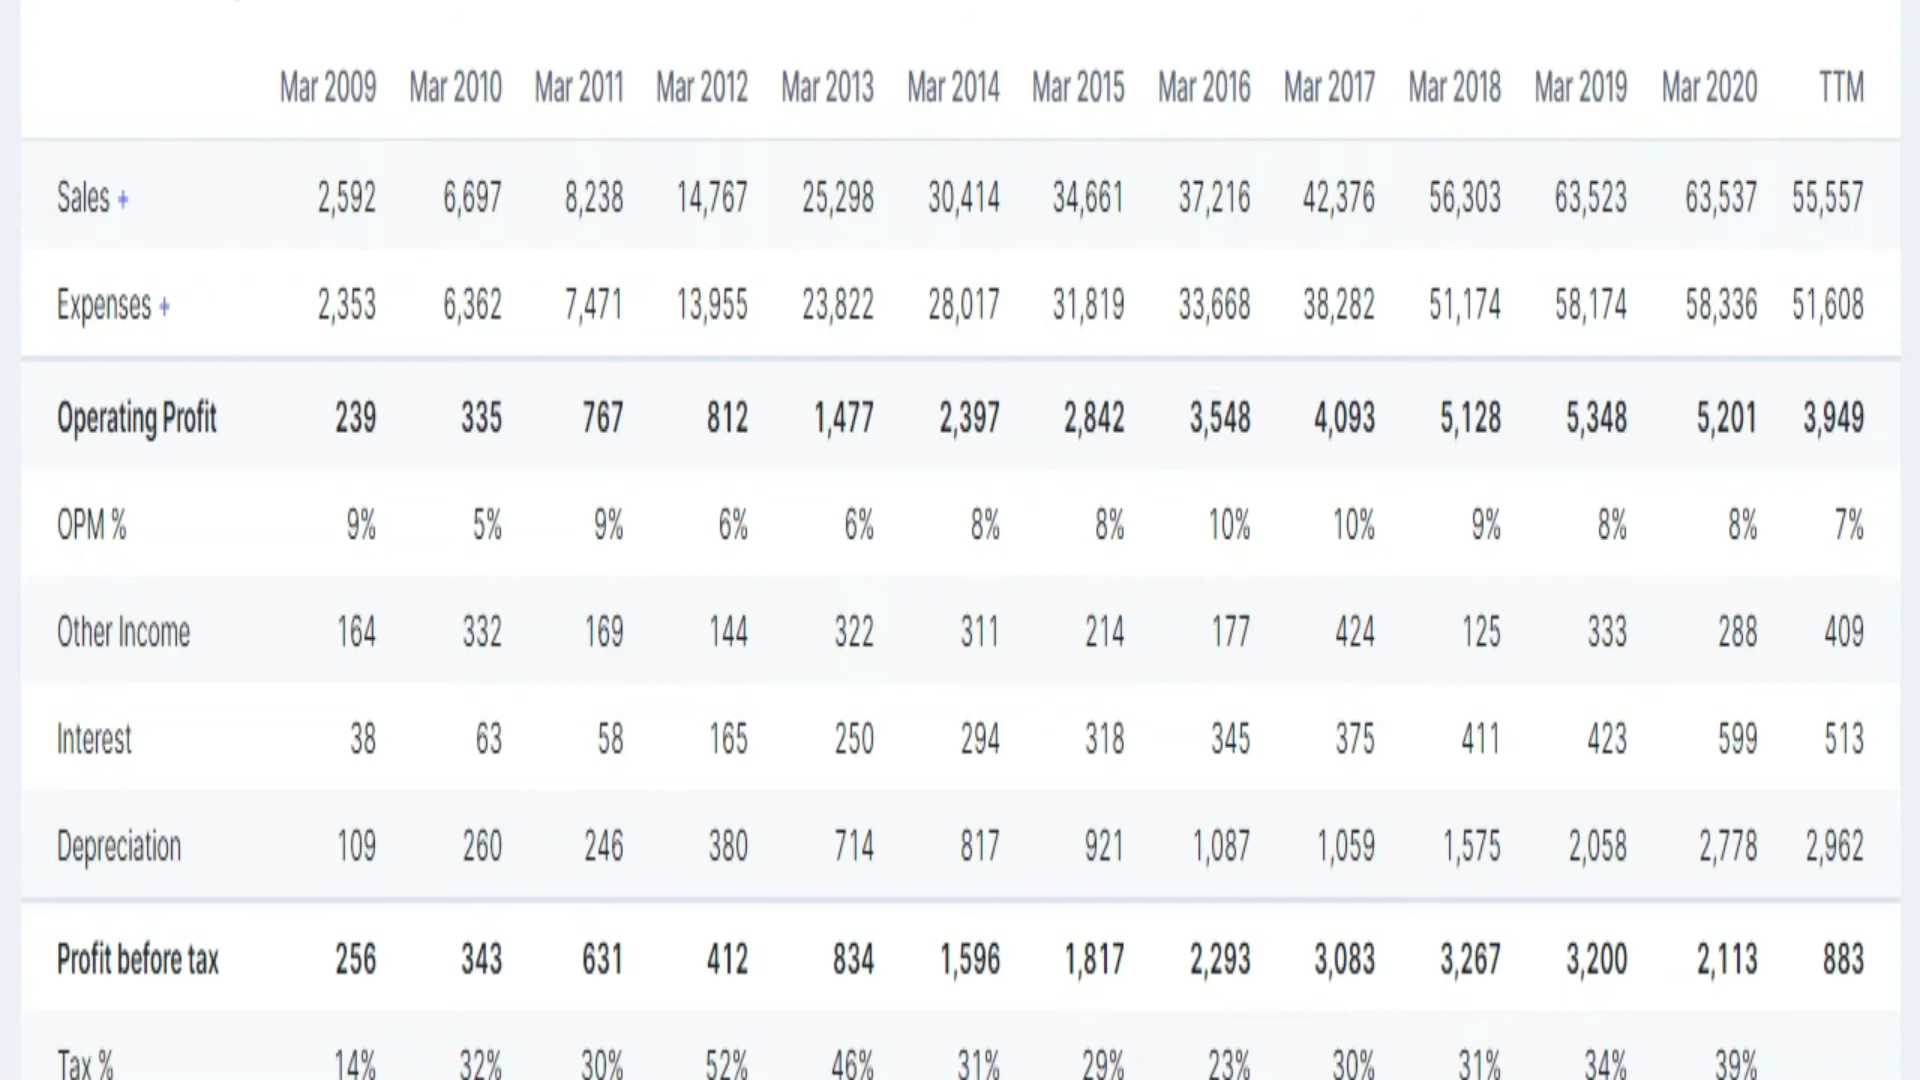 Mar 2009 Mar 2010 Mar 2011 Mar 2012 Mar 2013 Mar 2014 Mar 2015 Mar 2016 Mar 2017 Mar 2018 Mar 2019 Mar 2020 TTM
Sales + 2,592 6,697 8,238 14,767 25,298 30,414 34,661 37,216 42,376 56,303 63,523 63,537 55,557
Expenses + 2,353 6,362 7,471 13,955 23,822 28,017 31,819 33,668 38,282 51,174 58,174 58,336 51,608
Operating Profit 239 335 767 812 1,477 2,397 2,842 3,548 4,093 5,128 5,348 5,201 3,949
OPM % 9% 5% 9% 6% 6% 8% 8% 10% 10% 9% 8% 8% 7%
Other Income 164 332 169 144 322 311 214 177 424 125 333 288 409
Interest 38 63 58 165 250 294 318 345 375 411 423 599 513
Depreciation 109 260 246 380 714 817 921 1,087 1,059 1,575 2,058 2,778 2,962
Profit before tax 256 343 631 412 834 1,596 1,817 2,293 3,083 3,267 3,200 2,113 883
Tax % 14% 32% 30% 52% 46% 31% 29% 23% 30% 31% 34% 39%